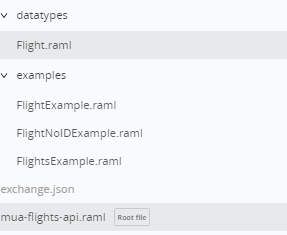 datatypes
Flight.raml
examples
FlightExample.raml
FlightNoIDExample.raml
FlightsExample.raml
exchange.json
mua-flights-api.raml Root file